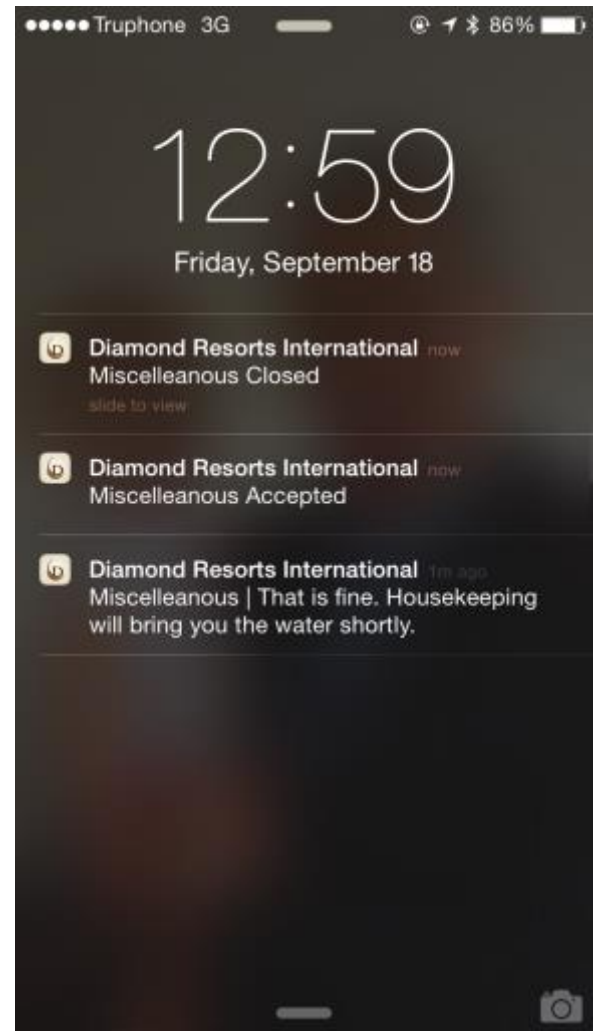 Truphone 3G 86%
12:59
Friday, September 18
Diamond Resorts International now
Miscelleanous Closed
slide to view
Diamond Resorts International now
Miscelleanous Accepted
Diamond Resorts International 1m ago
Miscelleanous | That is fine. Housekeeping
will bring you the water shortly.